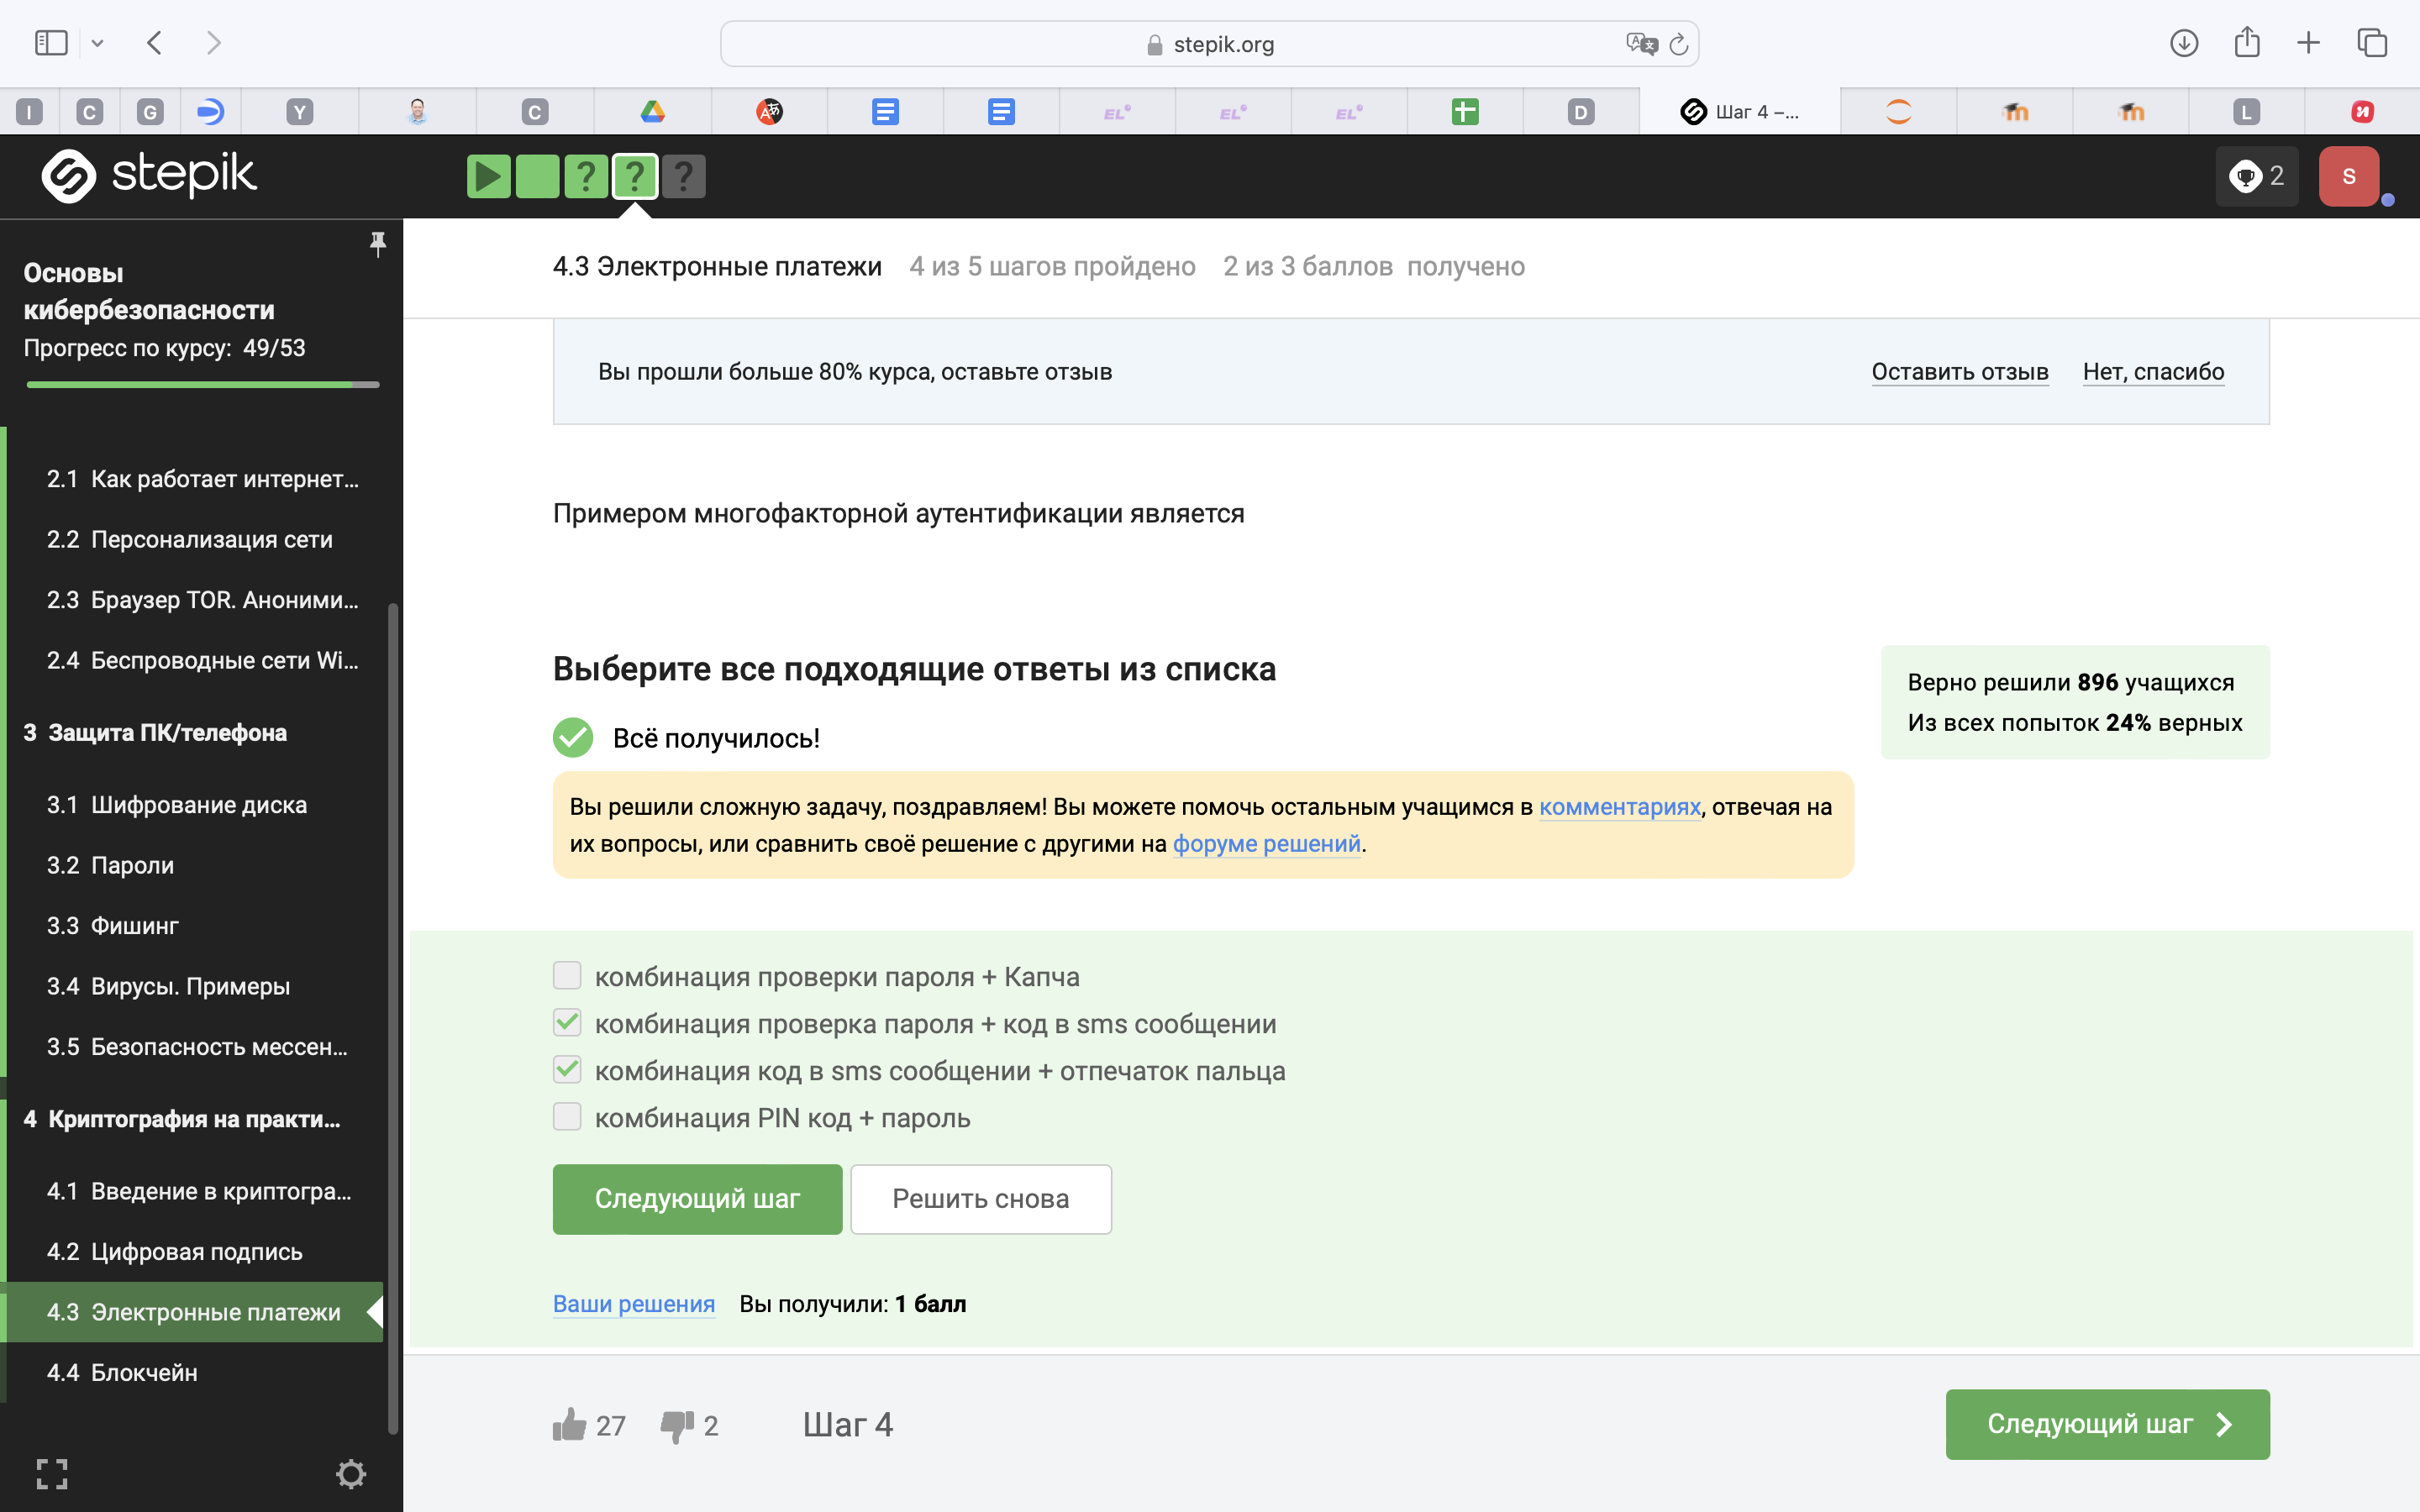 stepik.org
I
C
G
Y
C
EL
EL
EL
D
Шаг 4 –...
L
stepik
?
?
?
2
S
Основы
кибербезопасности
Прогресс по курсу: 49/53
2.1 Как работает интернет...
2.2 Персонализация сети
2.3 Браузер TOR. Аноними...
2.4 Беспроводные сети Wi...
3 Защита ПК/телефона
3.1 Шифрование диска
3.2 Пароли
3.3 Фишинг
3.4 Вирусы. Примеры
3.5 Безопасность мессен...
4 Криптография на практи...
4.1 Введение в криптогра...
4.2 Цифровая подпись
4.3 Электронные платежи
4.4 Блокчейн
4.3 Электронные платежи 4 из 5 шагов пройдено 2 из 3 баллов получено
Вы прошли больше 80% курса, оставьте отзыв
Оставить отзыв Нет, спасибо
Примером многофакторной аутентификации является
Выберите все подходящие ответы из списка
Верно решили 896 учащихся
Из всех попыток 24% верных
Всё получилось!
Вы решили сложную задачу, поздравляем! Вы можете помочь остальным учащимся в комментариях, отвечая на
их вопросы, или сравнить своё решение с другими на форуме решений.
комбинация проверки пароля + Капча
комбинация проверка пароля + код в sms сообщении
комбинация код в sms сообщении + отпечаток пальца
комбинация PIN код + пароль
Следующий шаг
Решить снова
Ваши решения Вы получили: 1 балл
27 2 Шаг 4
Следующий шаг